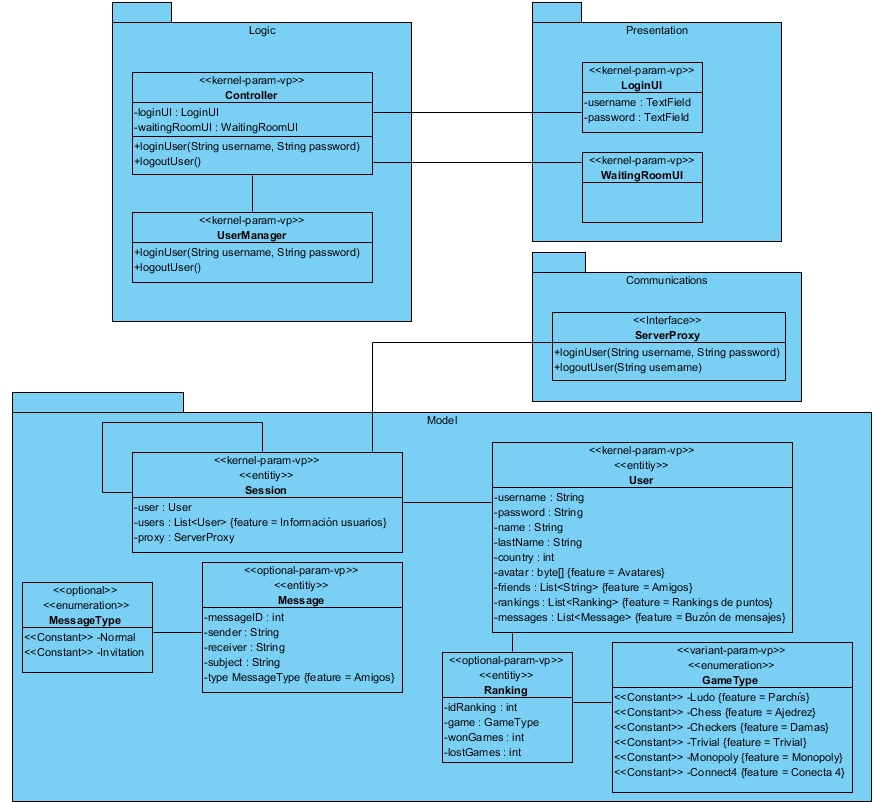 Logic
<<kernel-param-vp>>
Controller
-loginUI : LoginUI
-waitingRoomUI : WaitingRoomUI
+loginUser(String username, String password)
+logoutUser()
<<kernel-param-vp>>
UserManager
+loginUser(String username, String password)
+logoutUser()
Presentation
<<kernel-param-vp>>
LoginUI
-username : TextField
-password : TextField
<<kernel-param-vp>>
WaitingRoomUI
Communications
<<Interface>>
ServerProxy
+loginUser(String username, String password)
+logoutUser(String username)
Model
<<kernel-param-vp>>
<<entitiy>>
Session
-user : User
-users : List<User> {feature = Información usuarios}
-proxy : ServerProxy
<<kernel-param-vp>>
<<entitiy>>
User
-username : String
-password : String
-name : String
-lastName : String
-country : int
-avatar : byte[] {feature = Avatares}
-friends : List<String> {feature = Amigos}
-rankings : List<Ranking> {feature = Rankings de puntos}
-messages : List<Message> {feature = Buzón de mensajes}
<<optional>>
<<enumeration>>
MessageType
<<Constant>> -Normal
<<Constant>> -Invitation
<<optional-param-vp>>
<<entitiy>>
Message
-messageID : int
-sender : String
-receiver : String
-subject : String
-type MessageType {feature = Amigos}
<<optional-param-vp>>
<<entitiy>>
Ranking
-idRanking : int
-game : GameType
-wonGames : int
-lostGames : int
<<variant-param-vp>>
<<enumeration>>
GameType
<<Constant>> -Ludo {feature = Parchís}
<<Constant>> -Chess {feature = Ajedrez}
<<Constant>> -Checkers {feature = Damas}
<<Constant>> -Trivial {feature = Trivial}
<<Constant>> -Monopoly {feature = Monopoly}
<<Constant>> -Connect4 {feature = Conecta 4}